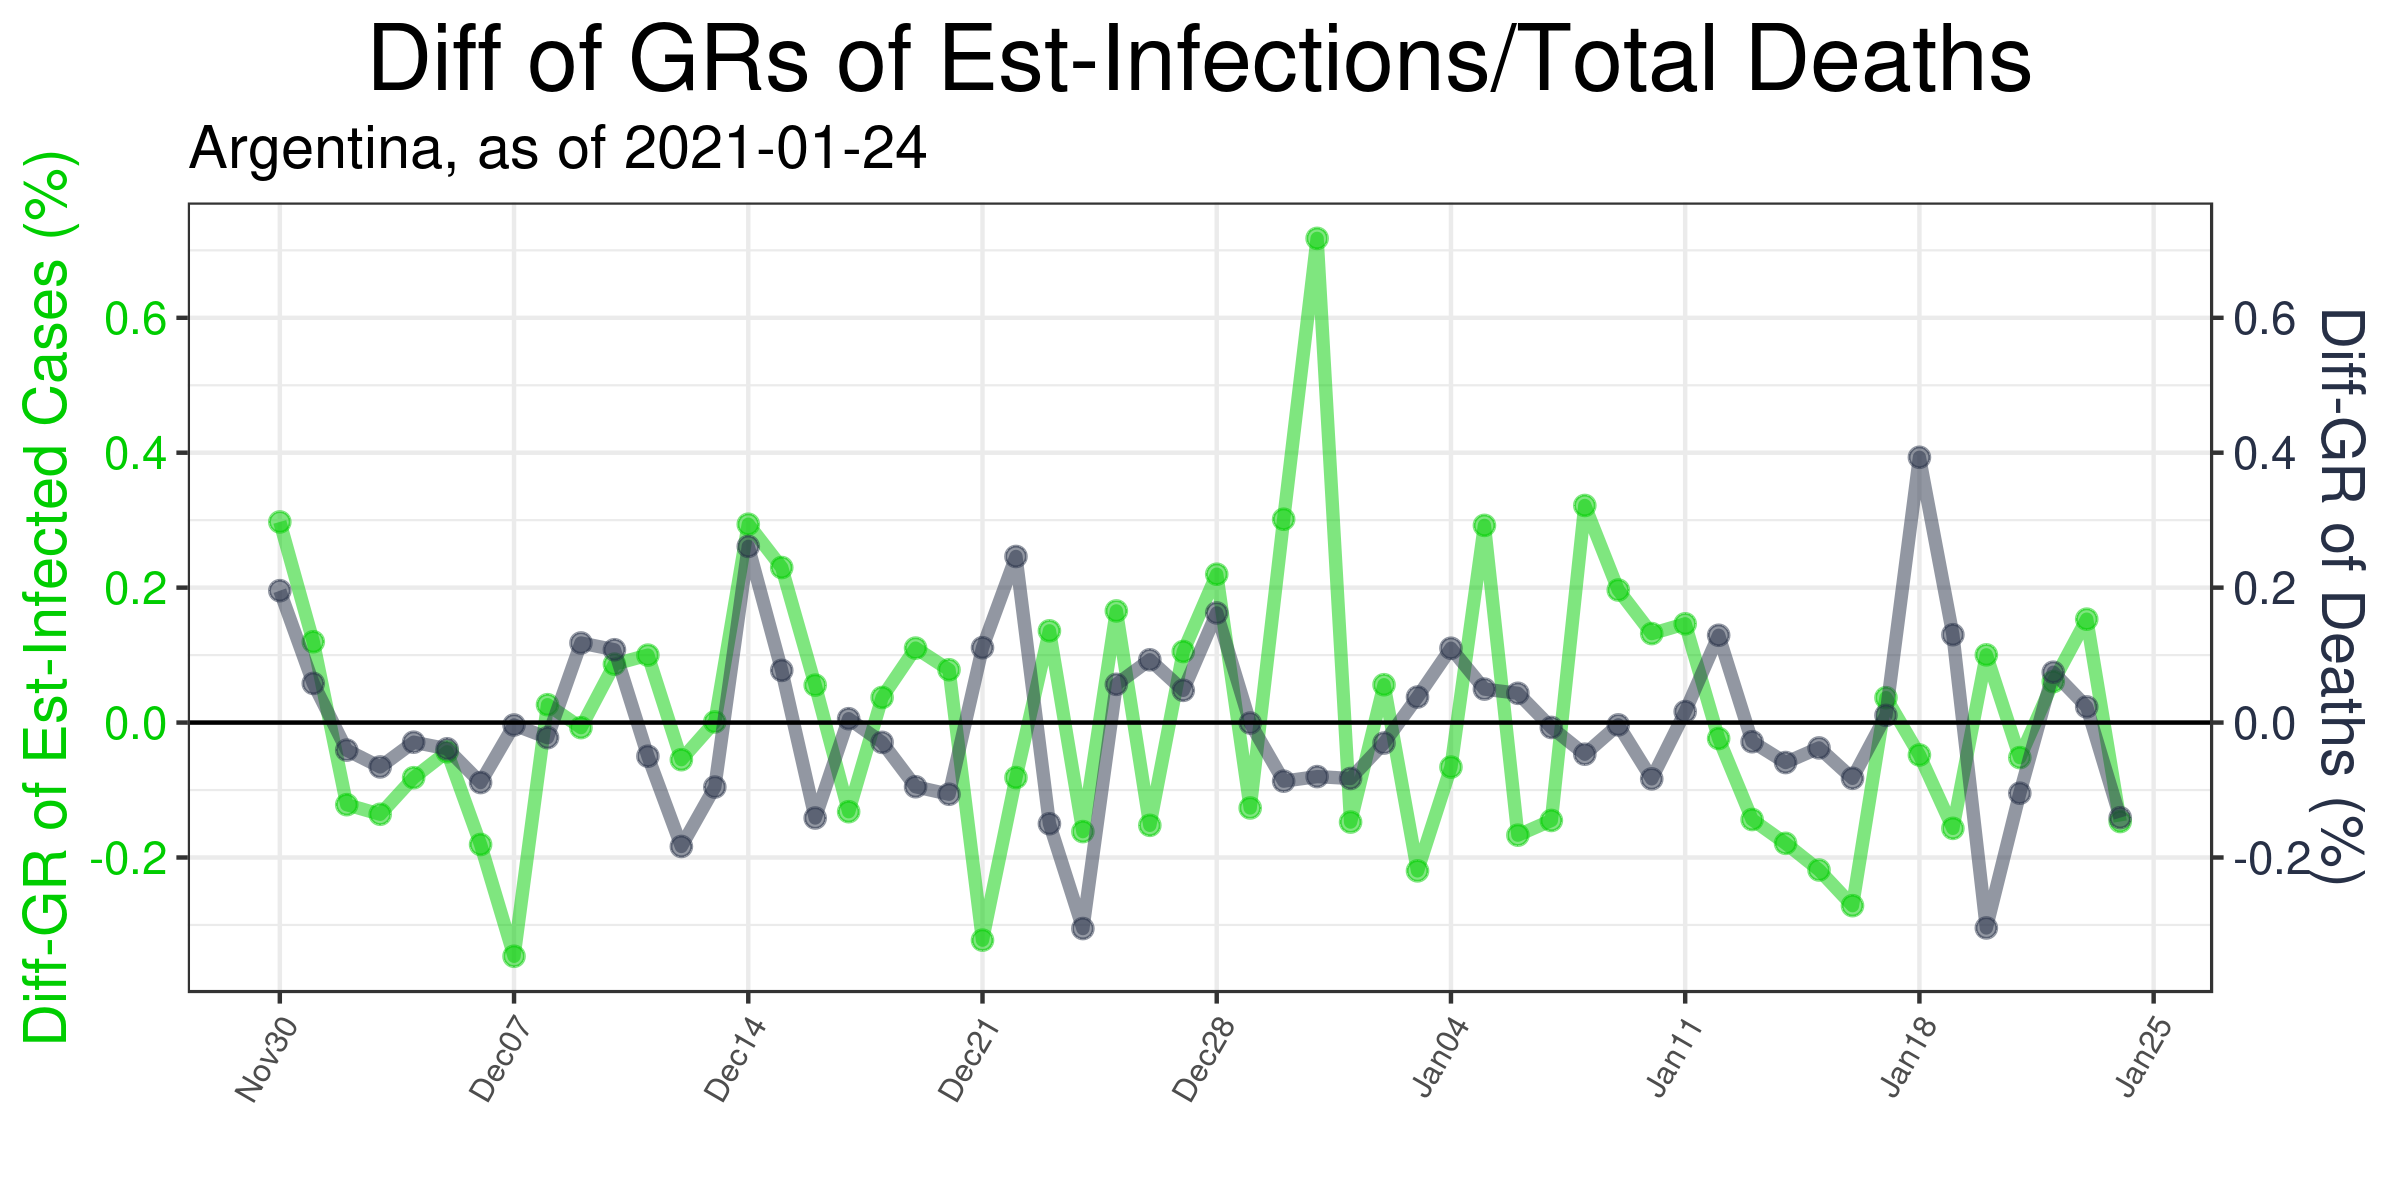 Diff of GRs of Est-Infections/Total Deaths
Argentina, as of 2021-01-24
Diff-GR of Est-Infected Cases (%)
0.6
0.4
0.2
0.0
-0.2
0.6
0.4
0.2
0.0
-0.2
Diff-GR of Deaths (%)
Nov30
Dec07
Dec14
Dec21
Dec28
Jan04
Jan11
Jan18
Jan25